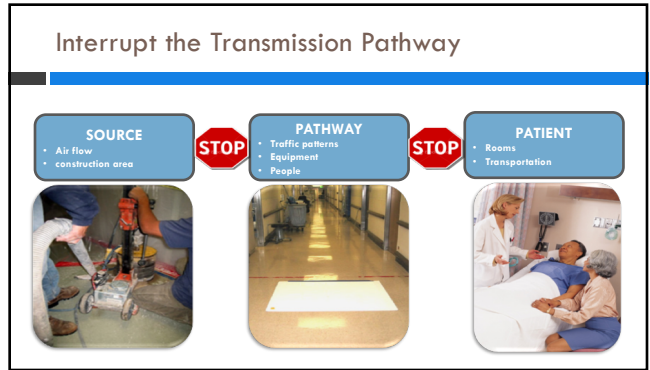 Interrupt the Transmission Pathway
SOURCE
• Air flow
• construction area
STOP
PATHWAY
• Traffic patterns
• Equipment
• People
STOP
PATIENT
• Rooms
• Transportation